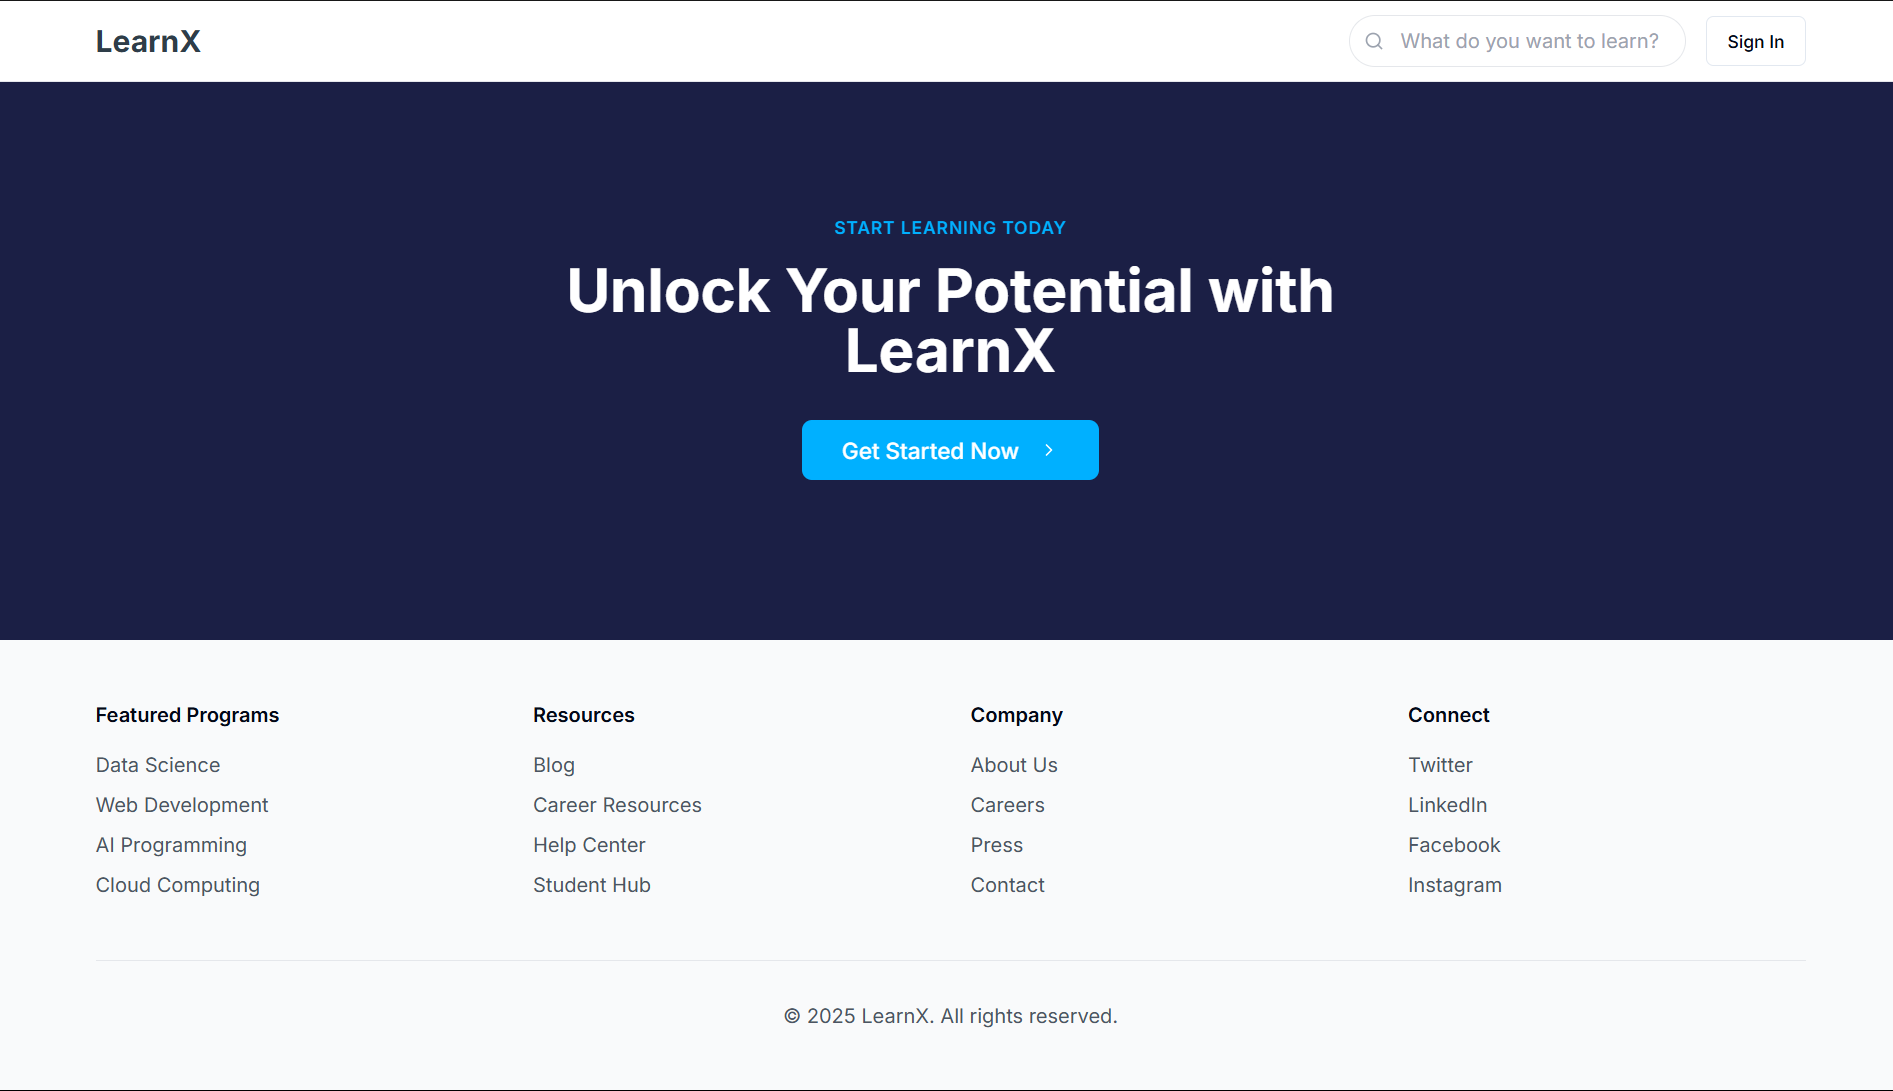 LearnX
What do you want to learn?
Sign In
START LEARNING TODAY
Unlock Your Potential with
LearnX
Get Started Now
Featured Programs
Data Science
Web Development
AI Programming
Cloud Computing
Resources
Blog
Career Resources
Help Center
Student Hub
Company
About Us
Careers
Press
Contact
Connect
Twitter
LinkedIn
Facebook
Instagram
© 2025 LearnX. All rights reserved.